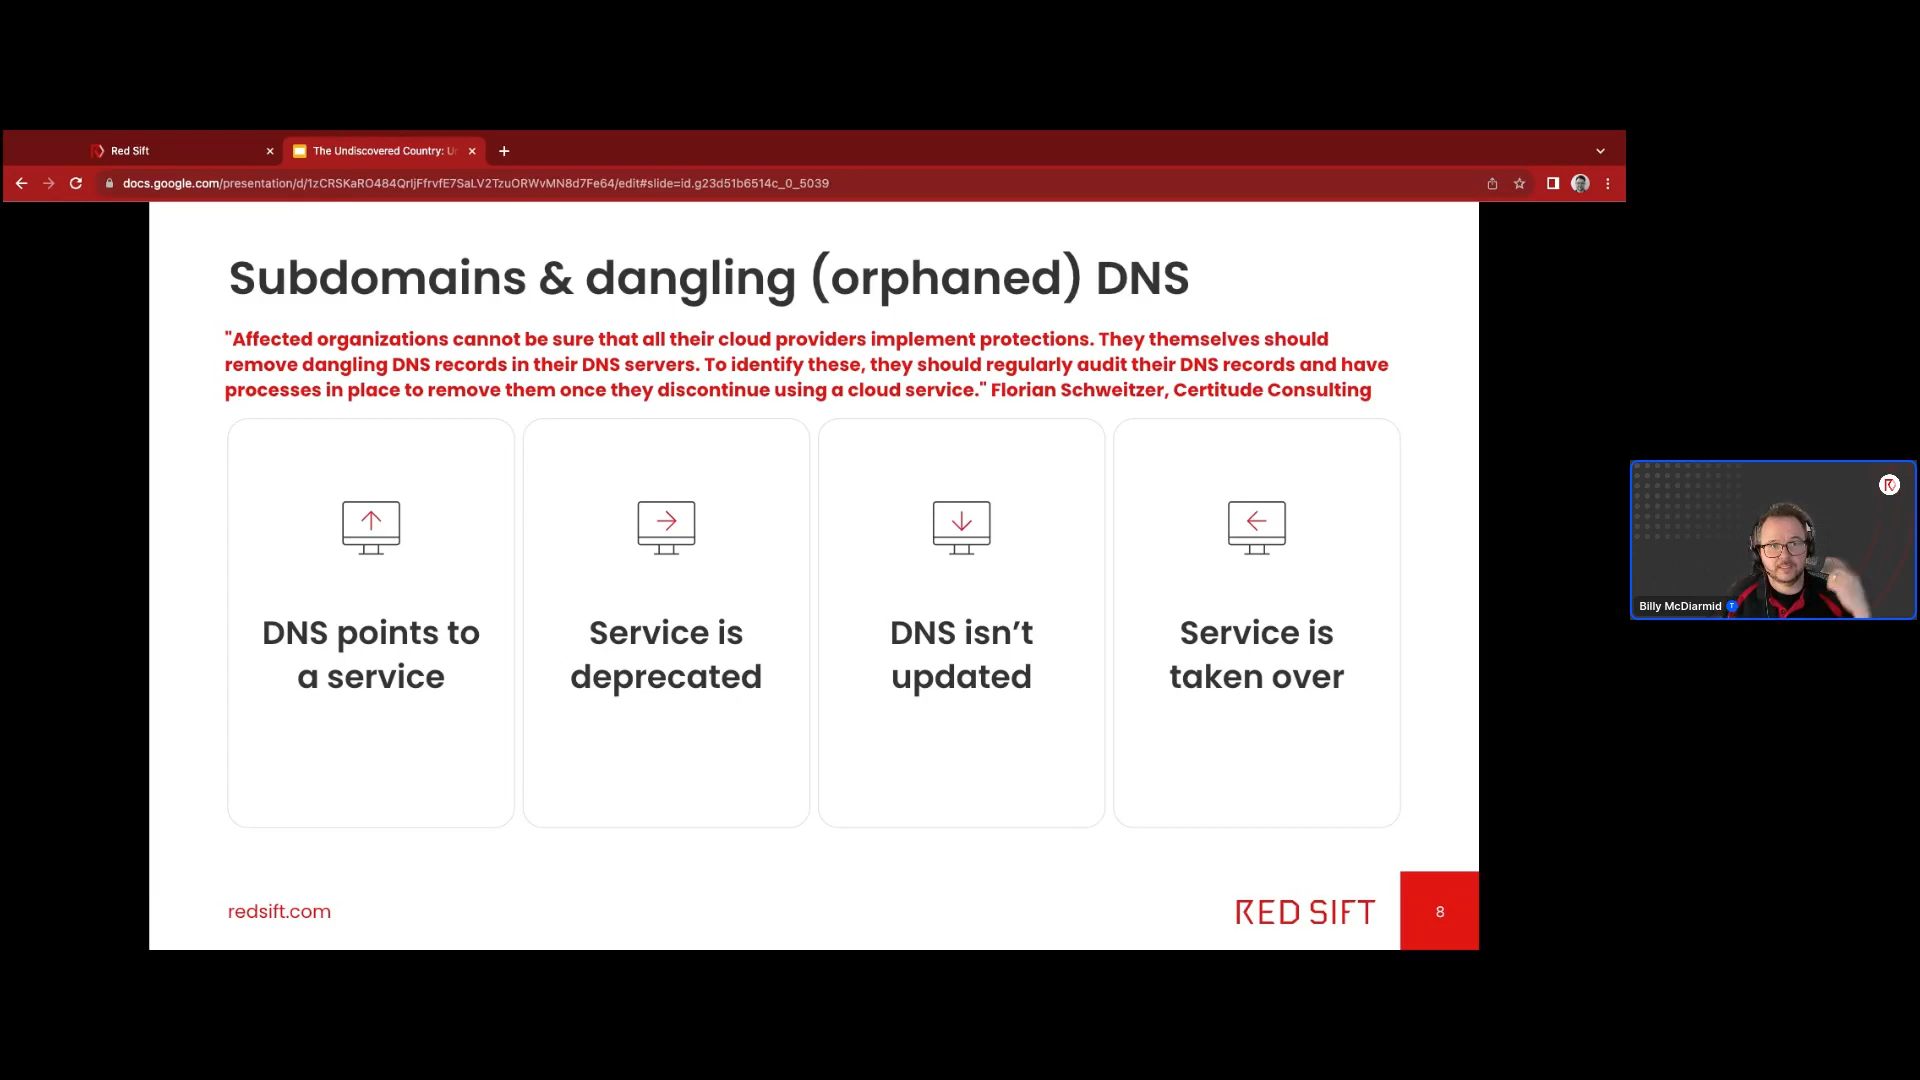 Red Sift
The Undiscovered Country: U
docs.google.com/presentation/d/1zCRSKaRO484QrIjFfrvfE7SaLV2TzuORWvMN8d7Fe64/edit#slide=id.g23d51b6514c_0_5039
Subdomains & dangling (orphaned) DNS
"Affected organizations cannot be sure that all their cloud providers implement protections. They themselves should
remove dangling DNS records in their DNS servers. To identify these, they should regularly audit their DNS records and have
processes in place to remove them once they discontinue using a cloud service." Florian Schweitzer, Certitude Consulting
DNS points to
a service
Service is
deprecated
DNS isn’t
updated
Service is
taken over
Billy McDiarmid
redsift.com
RED SIFT
8